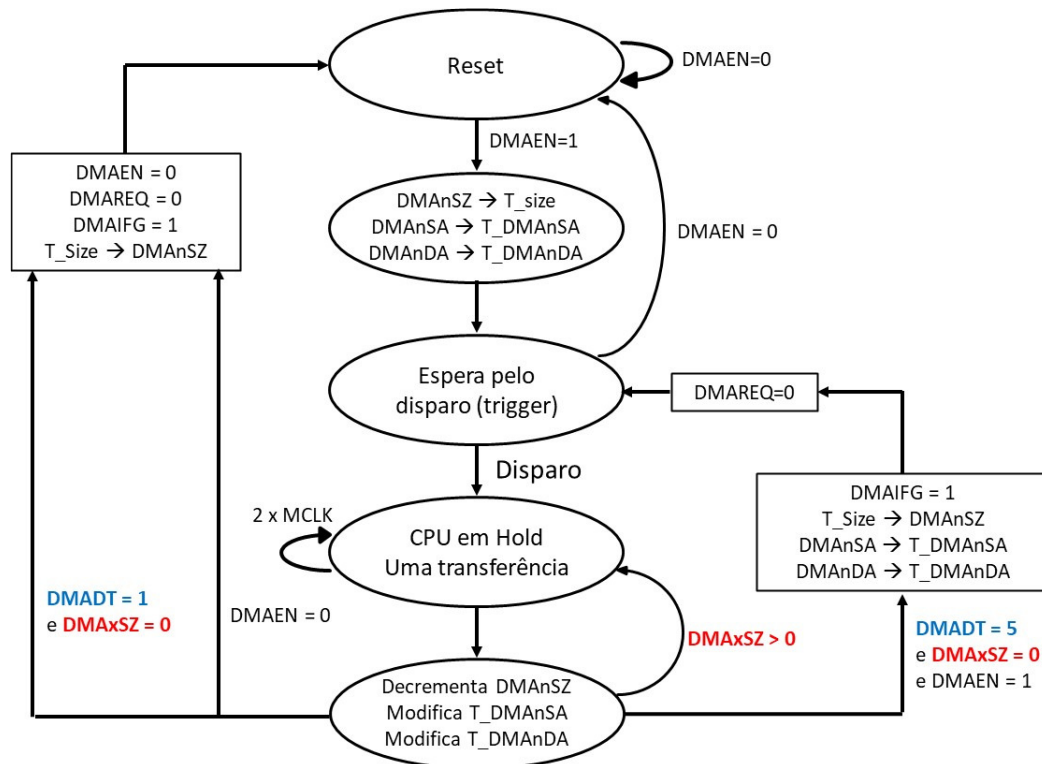 Reset
DMAEN=0
DMAEN=1
DMAEN = 0
DMAREQ = 0
DMAIFG = 1
T_Size → DMAnSZ
DMAnSZ → T_size
DMAnSA → T_DMAnSA
DMAnDA → T_DMAnDA
DMAEN = 0
Espera pelo
disparo (trigger)
DMAREQ=0
Disparo
2 x MCLK
CPU em Hold
Uma transferência
DMAIFG = 1
T_Size → DMAnSZ
DMAnSA → T_DMAnSA
DMAnDA → T_DMAnDA
DMADT = 1
e DMAxSZ = 0
DMAEN = 0
DMAxSZ > 0
DMADT = 5
e DMAxSZ = 0
e DMAEN = 1
Decrementa DMAnSZ
Modifica T_DMAnSA
Modifica T_DMAnDA